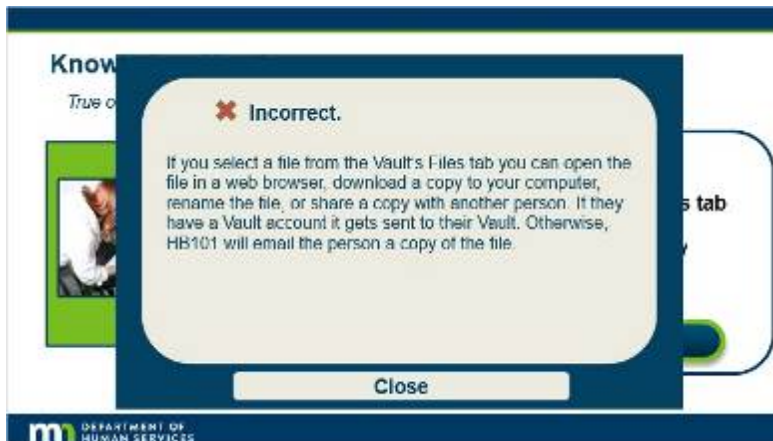 Know
True o
✖ Incorrect.
If you select a file from the Vault's Files tab you can open the
file in a web browser, download a copy to your computer,
rename the file, or share a copy with another person. If they
have a Vault account it gets sent to their Vault. Otherwise,
HB101 will email the person a copy of the file.
s tab
y
Close
DEPARTMENT OF
HUMAN SERVICES